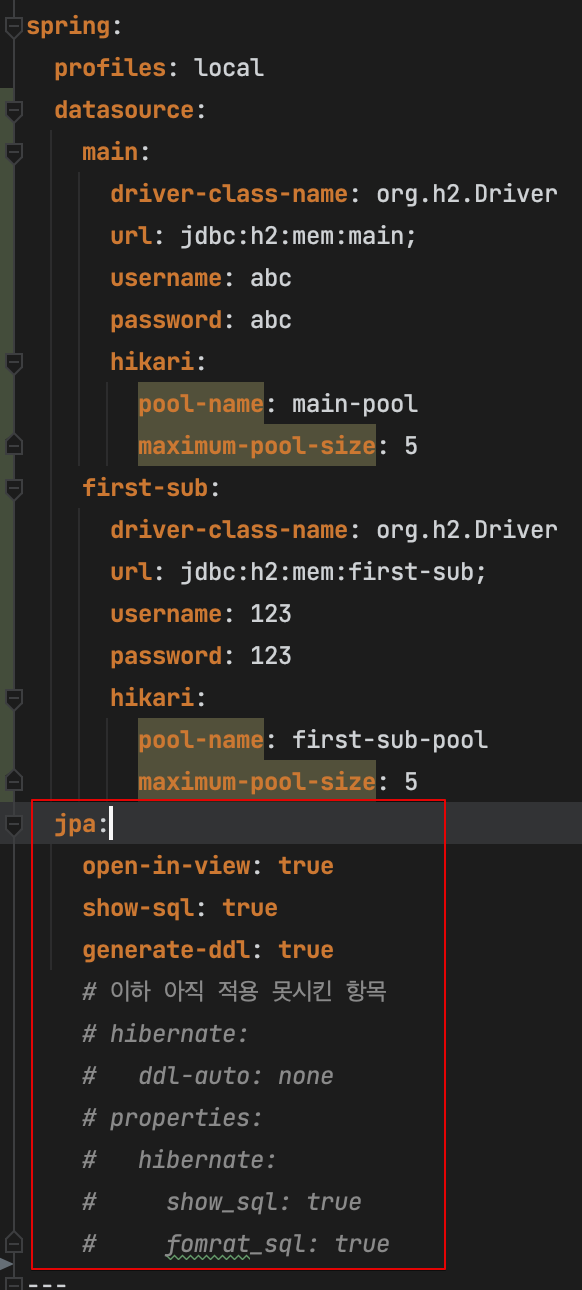 spring:
  profiles: local
  datasource:
    main:
      driver-class-name: org.h2.Driver
      url: jdbc:h2:mem:main;
      username: abc
      password: abc
      hikari:
        pool-name: main-pool
        maximum-pool-size: 5
    first-sub:
      driver-class-name: org.h2.Driver
      url: jdbc:h2:mem:first-sub;
      username: 123
      password: 123
      hikari:
        pool-name: first-sub-pool
        maximum-pool-size: 5
  jpa:
    open-in-view: true
    show-sql: true
    generate-ddl: true
    # 이하 아직 적용 못시킨 항목
    # hibernate:
    #   ddl-auto: none
    # properties:
    #   hibernate:
    #     show_sql: true
    #     fomrat_sql: true
---